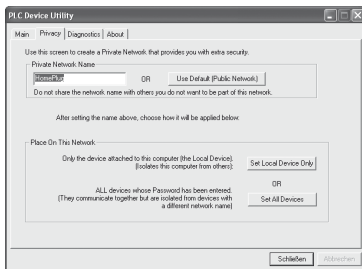 PLC Device Utility
Main Privacy Diagnostics About
Use this screen to create a Private Network that provides you with extra security.
Private Network Name
HomePlug OR Use Default (Public Network)
Do not share the network name with others you do not want to be part of this network.
After setting the name above, choose how it will be applied below:
Place On This Network
Only the device attached to this computer (the Local Device).
(Isolates this computer from others): Set Local Device Only
OR
ALL devices whose Password has been entered.
(They communicate together but are isolated from devices with
a different network name) Set All Devices
Schließen Abbrechen